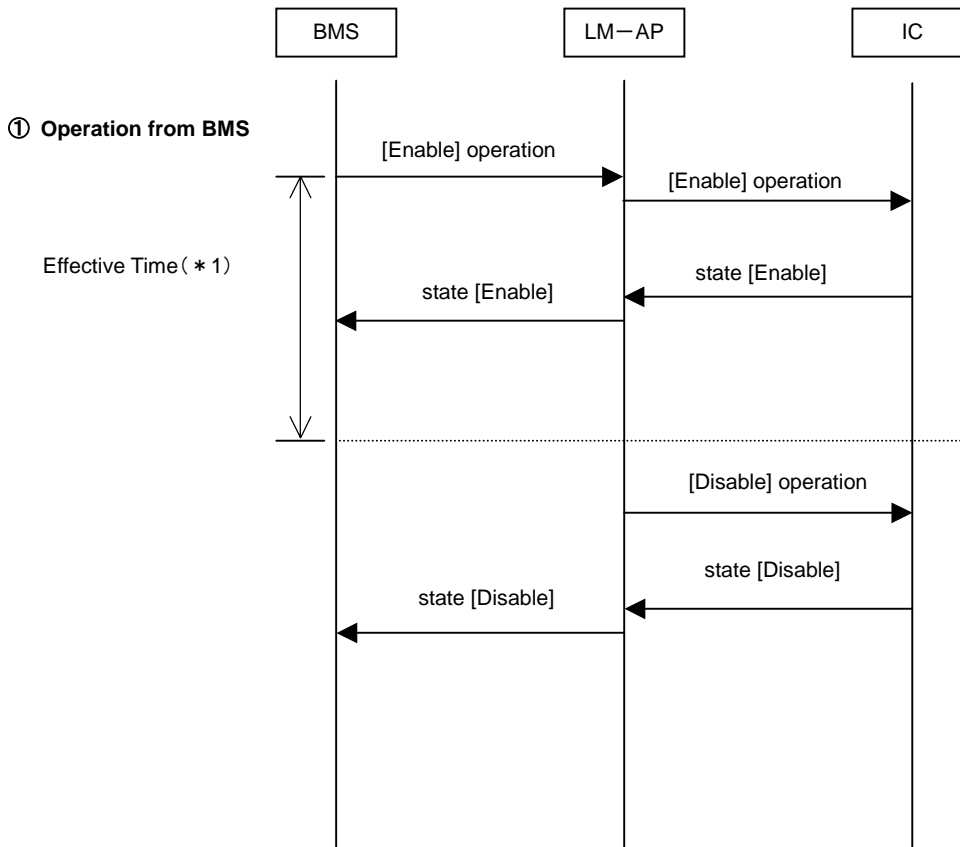 BMS
LM－AP
IC
① Operation from BMS
[Enable] operation
[Enable] operation
Effective Time(＊1)
state [Enable]
state [Enable]
[Disable] operation
state [Disable]
state [Disable]